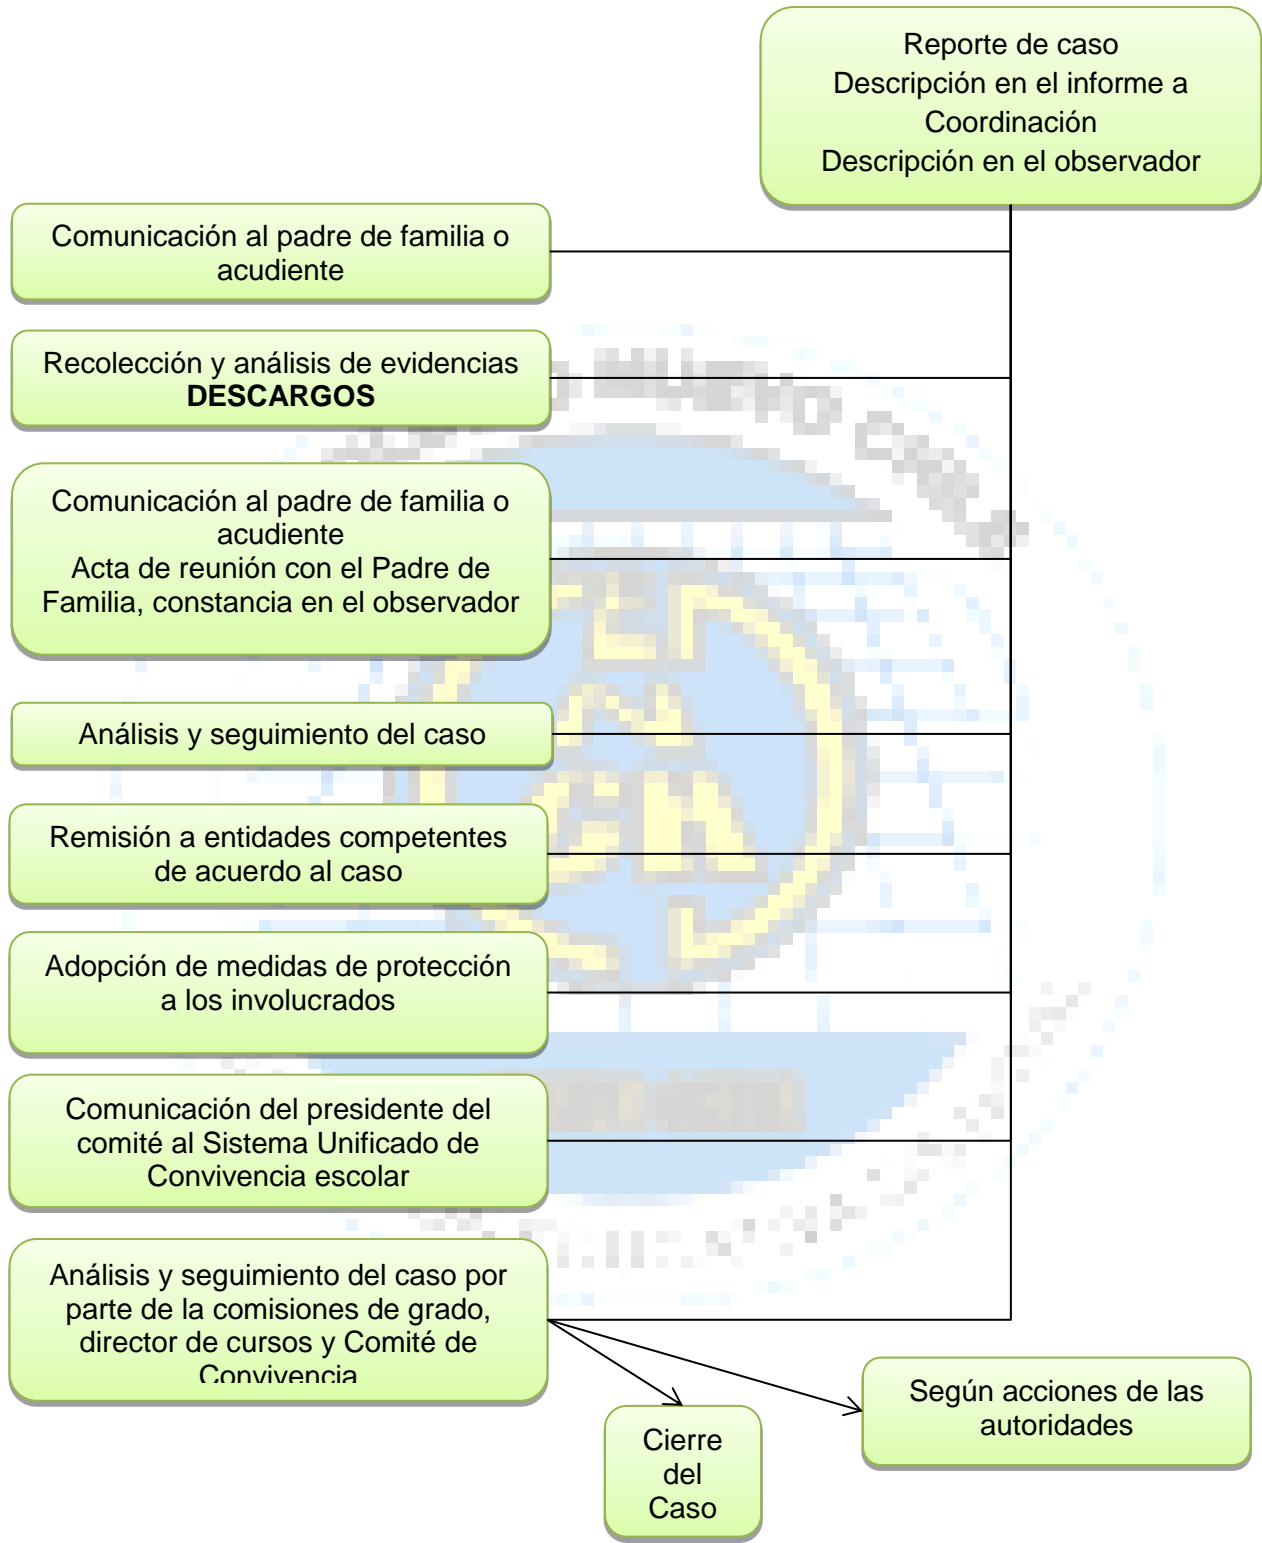 Reporte de caso
Descripción en el informe a
Coordinación
Descripción en el observador
Comunicación al padre de familia o
acudiente
Recolección y análisis de evidencias
DESCARGOS
Comunicación al padre de familia o
acudiente
Acta de reunión con el Padre de
Familia, constancia en el observador
Análisis y seguimiento del caso
Remisión a entidades competentes
de acuerdo al caso
Adopción de medidas de protección
a los involucrados
Comunicación del presidente del
comité al Sistema Unificado de
Convivencia escolar
Análisis y seguimiento del caso por
parte de la comisiones de grado,
director de cursos y Comité de
Convivencia
Según acciones de las
autoridades
Cierre
del
Caso